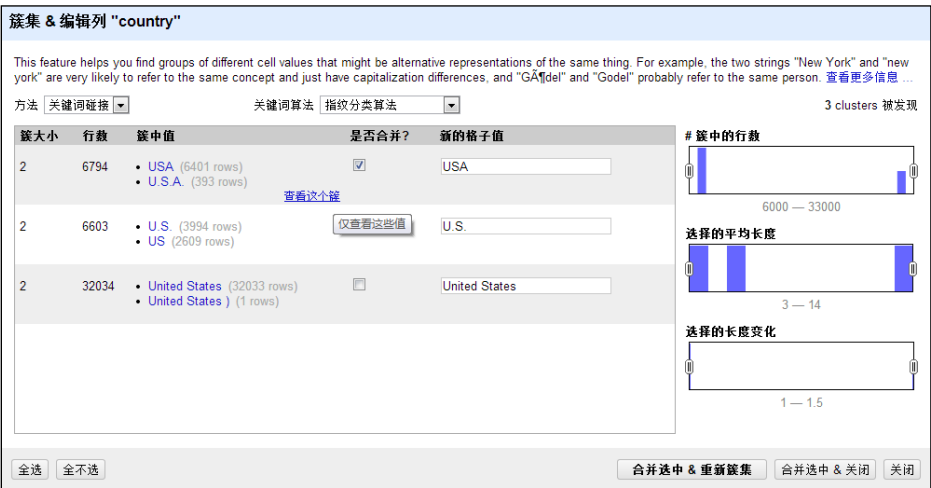 簇集 & 编辑列 "country"
This feature helps you find groups of different cell values that might be alternative representations of the same thing. For example, the two strings "New York" and "new
york" are very likely to refer to the same concept and just have capitalization differences, and "GÃ¶del" and "Godel" probably refer to the same person. 查看更多信息 ...
方法 关键词碰接 关键词算法 指纹分类算法 3 clusters 被发现
簇大小 行数 簇中值 是否合并? 新的格子值
2 6794 • USA (6401 rows) USA
• U.S.A. (393 rows)
查看这个簇
仅查看这些值
2 6603 • U.S. (3994 rows) U.S.
• US (2609 rows)
2 32034 • United States (32033 rows) United States
• United States ) (1 rows)
# 簇中的行数
6000 — 33000
选择的平均长度
3 — 14
选择的长度变化
1 — 1.5
全选 全不选 合并选中 & 重新簇集 合并选中 & 关闭 关闭